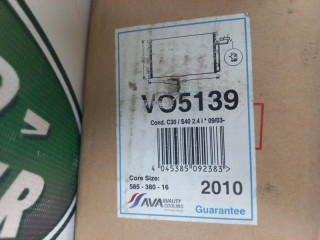 VO5139
Cond. C30 / S40 2.4 i * 09/03-
4 045385 092383 >
Core Size:
585 - 380 - 16
AVA QUALITY COOLING
2010
Guarantee